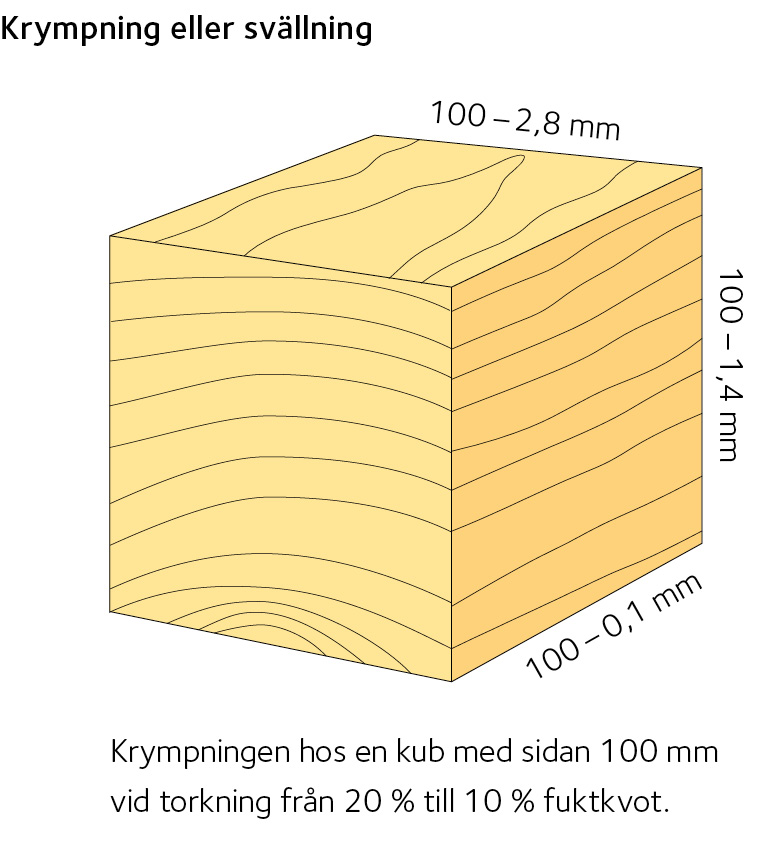 Krympning eller svällning
100 – 2,8 mm
100 – 1,4 mm
100 – 0,1 mm
Krympningen hos en kub med sidan 100 mm
vid torkning från 20 % till 10 % fuktkvot.